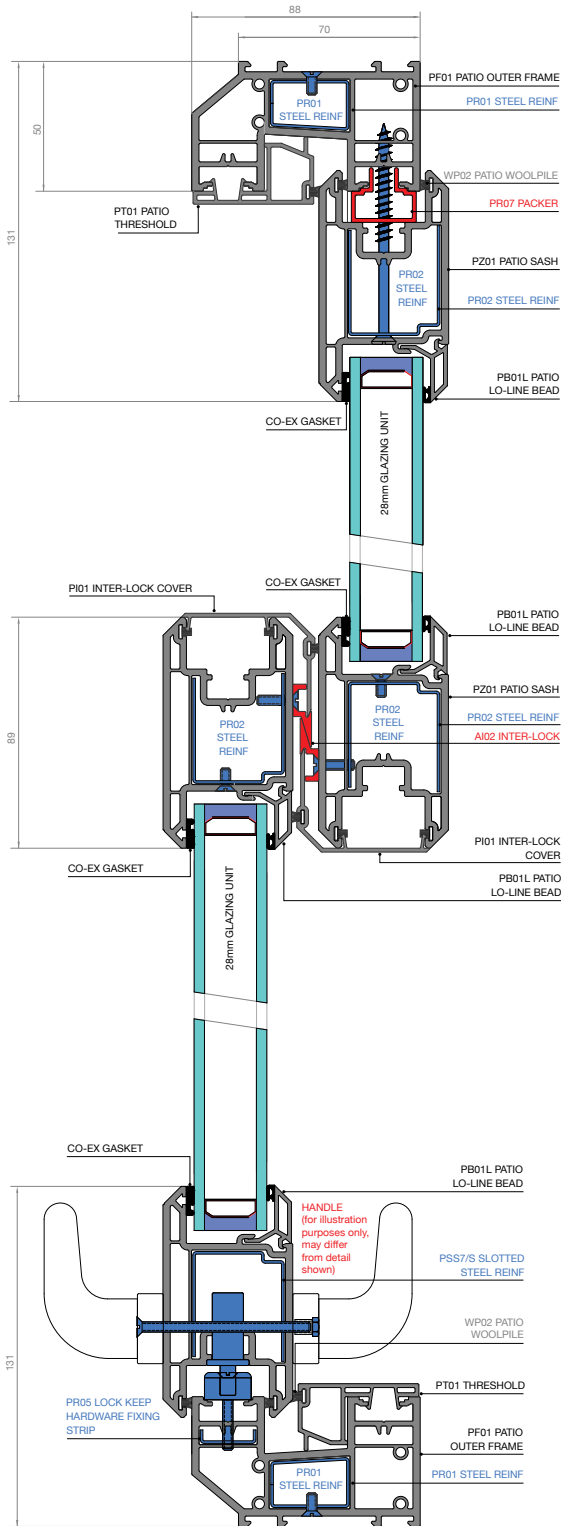 88
70
PF01 PATIO OUTER FRAME
PR01
STEEL REINF
PR01 STEEL REINF
50
WP02 PATIO WOOLPILE
PR07 PACKER
PT01 PATIO
THRESHOLD
131
PZ01 PATIO SASH
PR02
STEEL
REINF
PR02 STEEL REINF
PB01L PATIO
LO-LINE BEAD
CO-EX GASKET
28mm GLAZING UNIT
CO-EX GASKET
PI01 INTER-LOCK COVER
PB01L PATIO
LO-LINE BEAD
PZ01 PATIO SASH
PR02
STEEL
REINF
PR02
STEEL
REINF
PR02 STEEL REINF
AI02 INTER-LOCK
89
PI01 INTER-LOCK
COVER
CO-EX GASKET
PB01L PATIO
LO-LINE BEAD
28mm GLAZING UNIT
CO-EX GASKET
PB01L PATIO
LO-LINE BEAD
HANDLE
(for illustration
purposes only,
may differ
from detail
shown)
PSS7/S SLOTTED
STEEL REINF
WP02 PATIO
WOOLPILE
131
PT01 THRESHOLD
PR05 LOCK KEEP
HARDWARE FIXING
STRIP
PF01 PATIO
OUTER FRAME
PR01
STEEL REINF
PR01 STEEL REINF